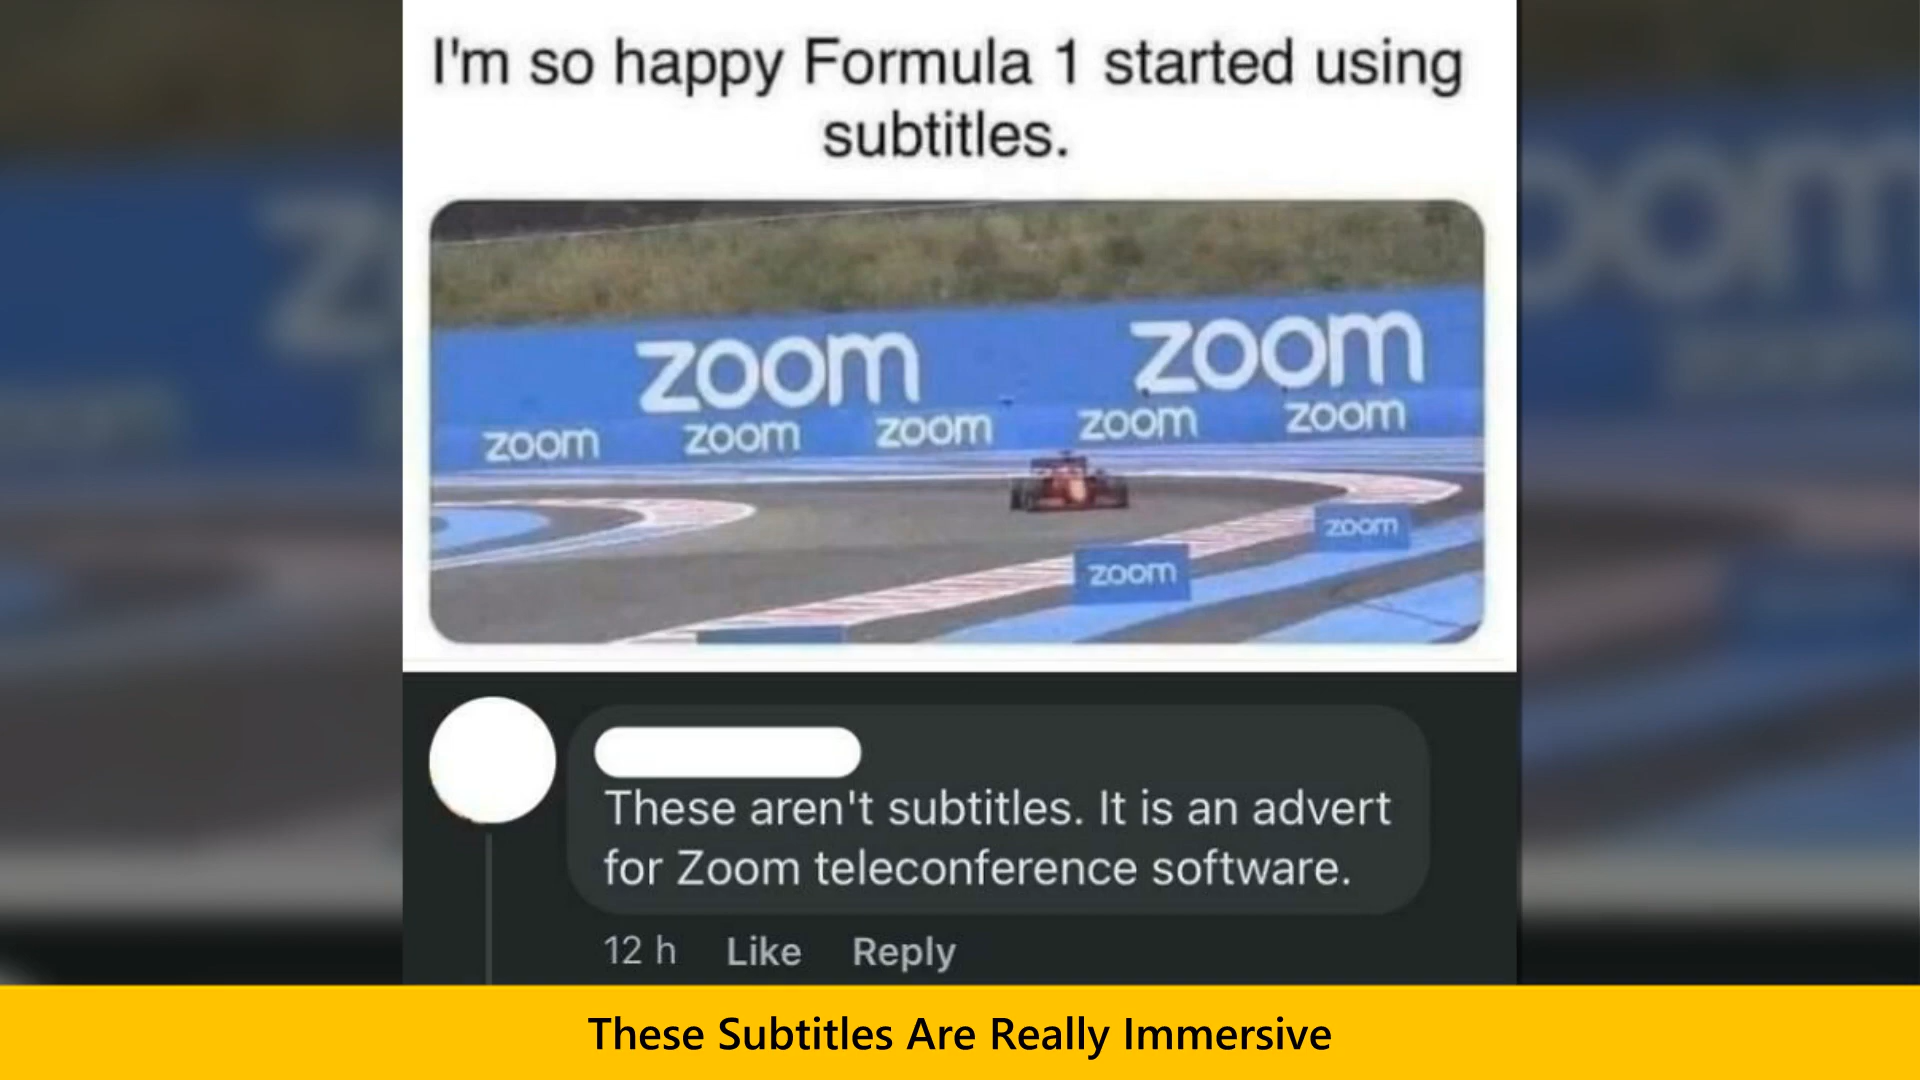 I'm so happy Formula 1 started using
subtitles.
zoom zoom
zoom zoom zoom zoom zoom
zoom
zoom
These aren't subtitles. It is an advert
for Zoom teleconference software.
12 h Like Reply
These Subtitles Are Really Immersive